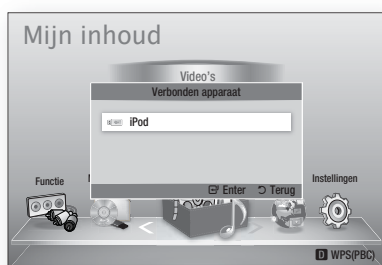 Mijn inhoud
Video's
Verbonden apparaat
iPod
Enter Terug
Functie
Instellingen
D WPS(PBC)